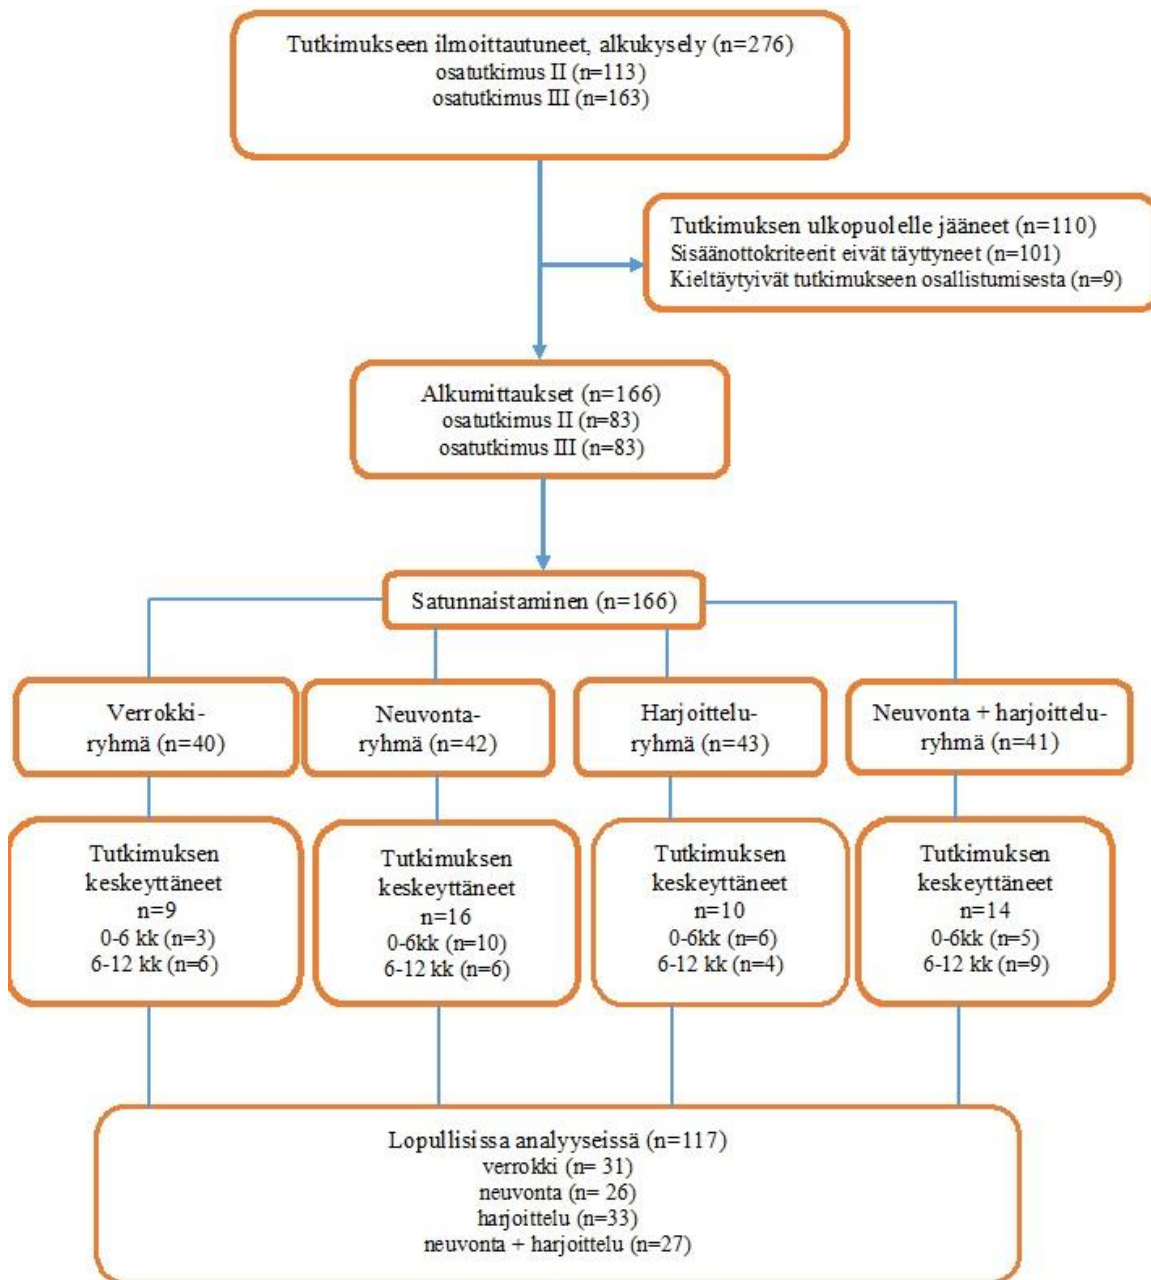 Tutkimukseen ilmoittautuneet, alkukysely (n=276)
osatutkimus II (n=113)
osatutkimus III (n=163)
Tutkimuksen ulkopuolelle jääneet (n=110)
Sisäänottokriteerit eivät täyttyneet (n=101)
Kieltäytyivät tutkimukseen osallistumisesta (n=9)
Alkumittaukset (n=166)
osatutkimus II (n=83)
osatutkimus III (n=83)
Satunnaistaminen (n=166)
Verrokki-
ryhmä (n=40)
Neuvonta-
ryhmä (n=42)
Harjoittelu-
ryhmä (n=43)
Neuvonta + harjoittelu-
ryhmä (n=41)
Tutkimuksen
keskeyttäneet
n=9
0-6 kk (n=3)
6-12 kk (n=6)
Tutkimuksen
keskeyttäneet
n=16
0-6kk (n=10)
6-12 kk (n=6)
Tutkimuksen
keskeyttäneet
n=10
0-6kk (n=6)
6-12 kk (n=4)
Tutkimuksen
keskeyttäneet
n=14
0-6kk (n=5)
6-12 kk (n=9)
Lopullisissa analyyseissä (n=117)
verrokki (n= 31)
neuvonta (n= 26)
harjoittelu (n=33)
neuvonta + harjoittelu (n=27)